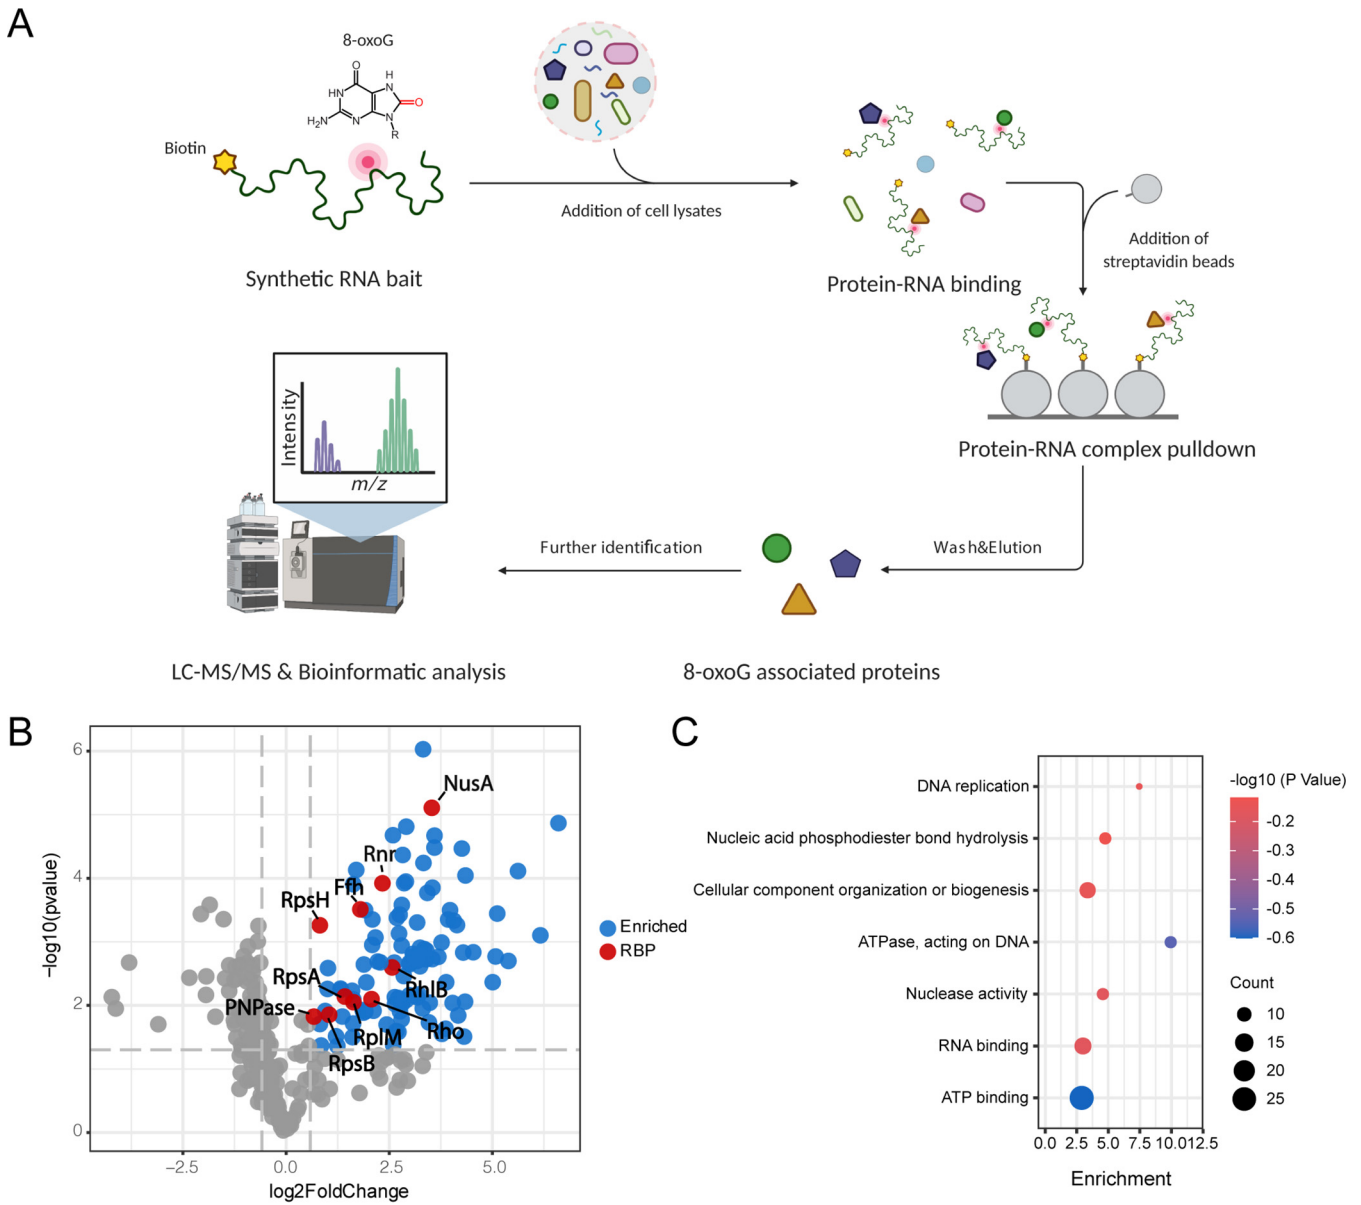 A
8-oxoG
O
H
N
HN
O
H₂N
N
N
R
Biotin
Synthetic RNA bait
Addition of cell lysates
Protein-RNA binding
Addition of
streptavidin beads
Protein-RNA complex pulldown
Wash&Elution
8-oxoG associated proteins
Further identification
Intensity
m/z
LC-MS/MS & Bioinformatic analysis
B
−log10(pvalue)
6
4
2
0
−2.5
0.0
2.5
5.0
log2FoldChange
NusA
Rnr
Ffh
RpsH
RpsA
RhlB
PNPase
RplM
Rho
RpsB
Enriched
RBP
C
DNA replication
Nucleic acid phosphodiester bond hydrolysis
Cellular component organization or biogenesis
ATPase, acting on DNA
Nuclease activity
RNA binding
ATP binding
0.0 2.5 5.0 7.5 10.0 12.5
Enrichment
-log10 (P Value)
-0.2
-0.3
-0.4
-0.5
-0.6
Count
10
15
20
25